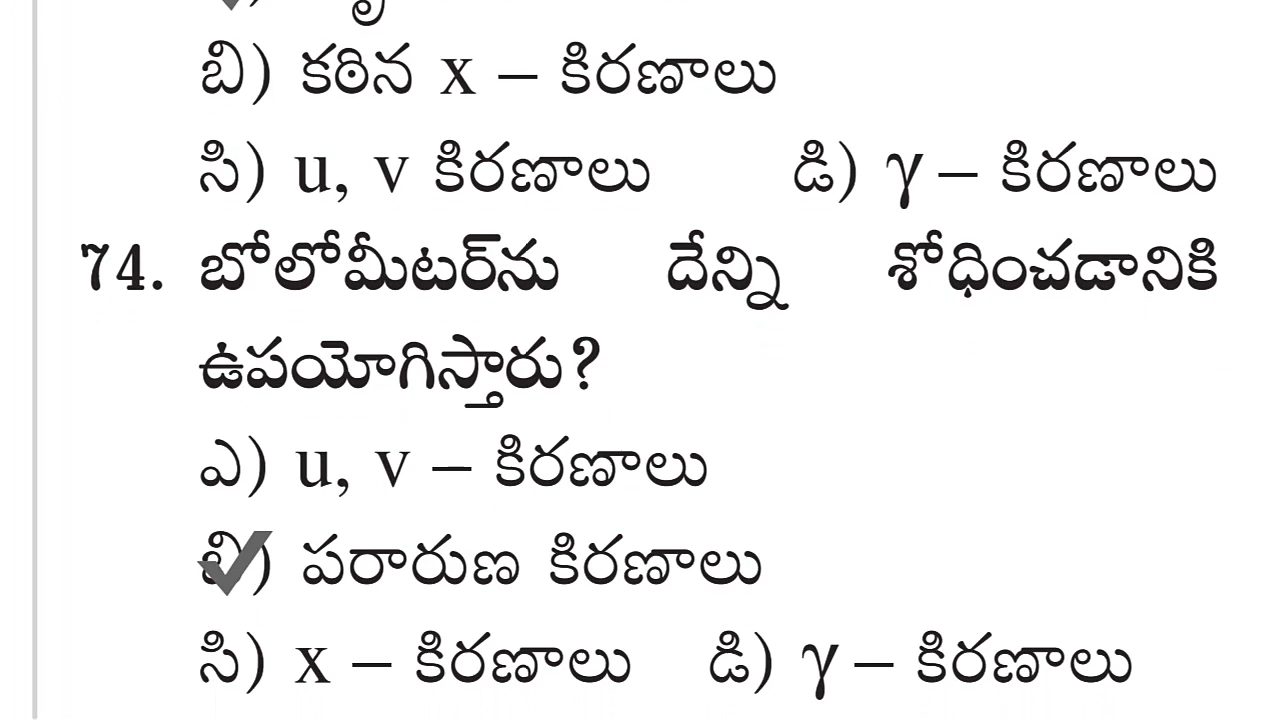 బి) కఠిన x – కిరణాలు
సి) u, v కిరణాలు డి) γ – కిరణాలు
74. బోలోమీటర్‌ను దేన్ని శోధించడానికి
ఉపయోగిస్తారు?
ఎ) u, v – కిరణాలు
బి) పరారుణ కిరణాలు
సి) x – కిరణాలు డి) γ – కిరణాలు